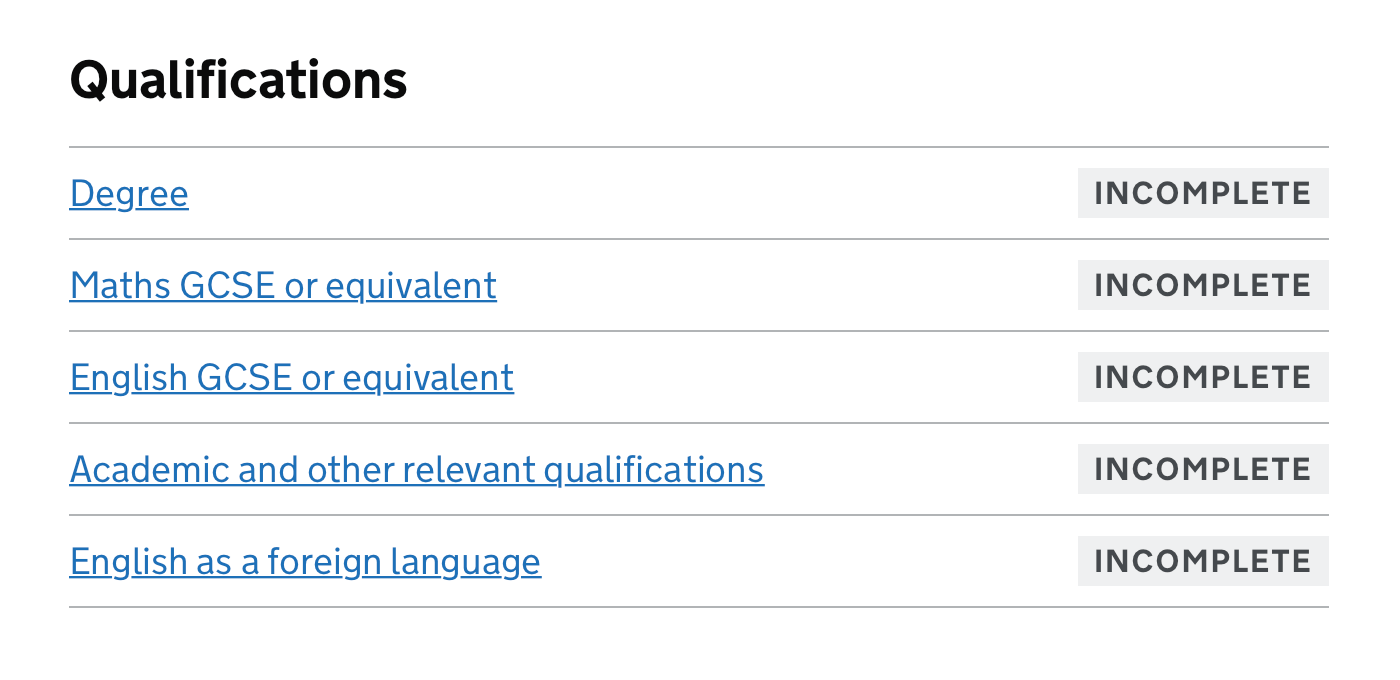 Qualifications
Degree INCOMPLETE
Maths GCSE or equivalent INCOMPLETE
English GCSE or equivalent INCOMPLETE
Academic and other relevant qualifications INCOMPLETE
English as a foreign language INCOMPLETE